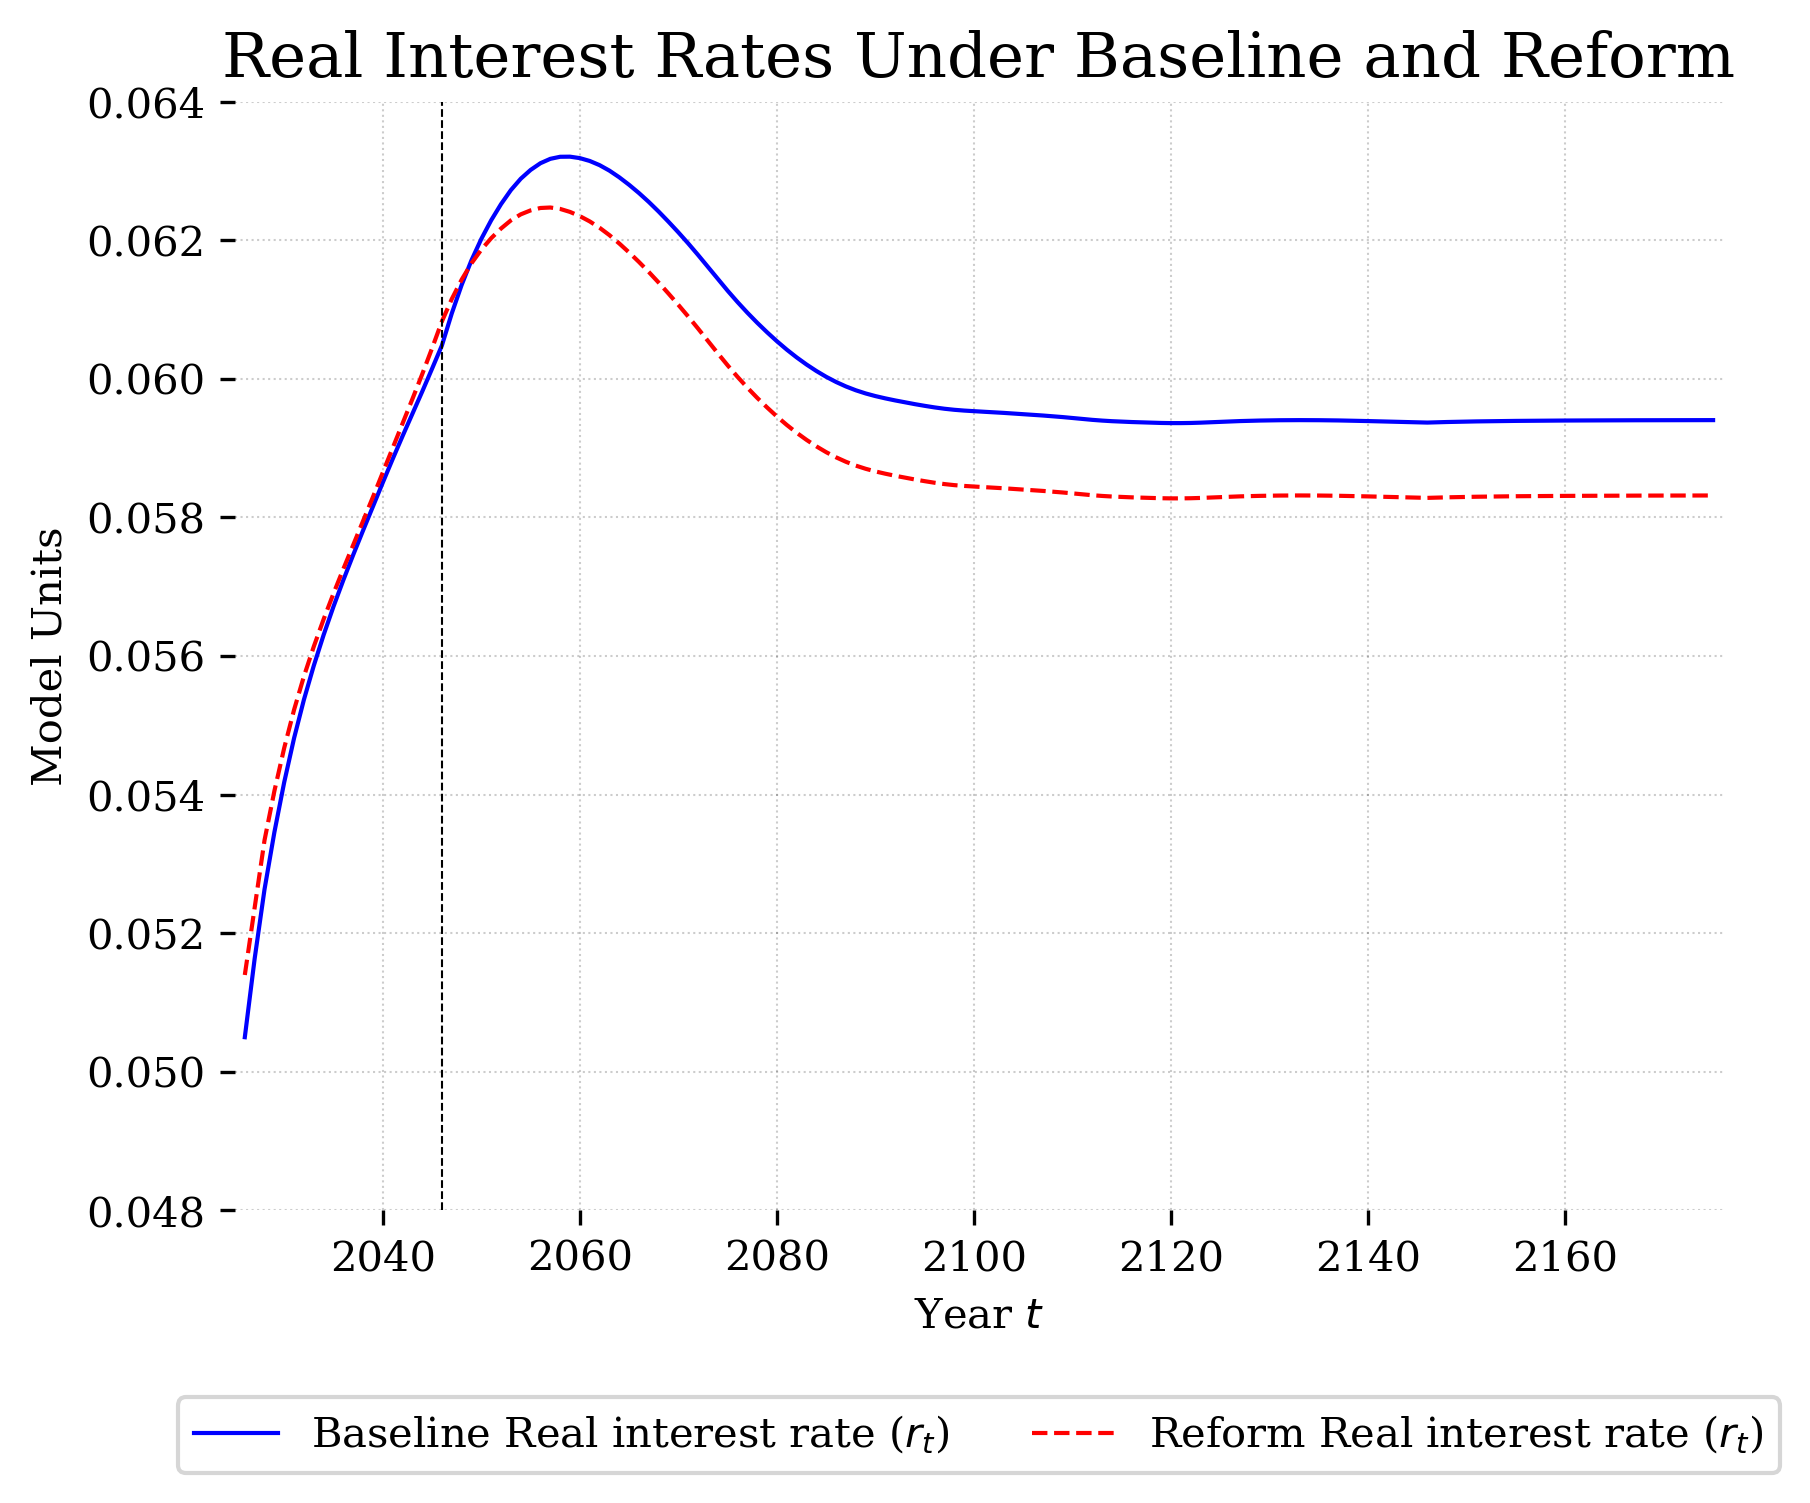 Real Interest Rates Under Baseline and Reform
0.064
0.062
0.060
0.058
0.056
0.054
0.052
0.050
0.048
Model Units
2040 2060 2080 2100 2120 2140 2160
Year t
Baseline Real interest rate (rₜ) Reform Real interest rate (rₜ)